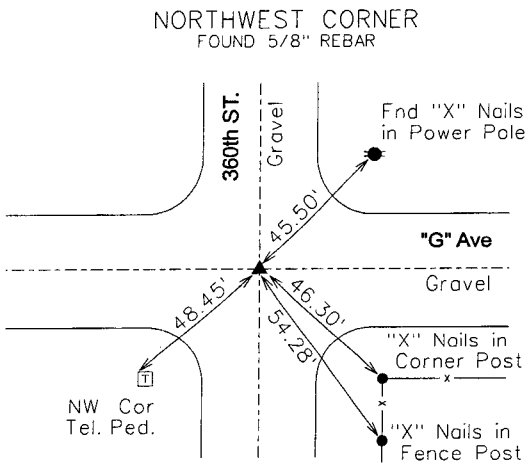 NORTHWEST CORNER
FOUND 5/8" REBAR
360th ST.
Gravel
Fnd "X" Nails
in Power Pole
45.50'
"G" Ave
Gravel
48.45'
46.30'
54.28'
"X" Nails in
Corner Post
x
x
T
NW Cor
Tel. Ped.
"X" Nails in
Fence Post